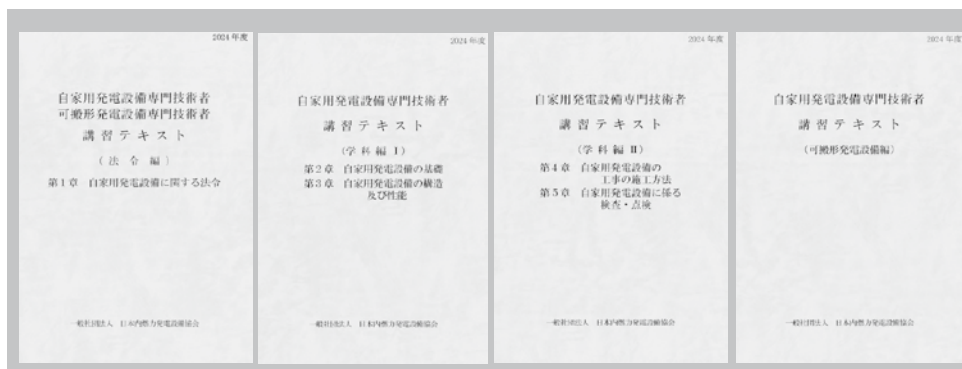 2024年度
自家用発電設備専門技術者
可搬形発電設備専門技術者
講習テキスト
(法令編)
第1章 自家用発電設備に関する法令
一般社団法人 日本内燃力発電設備協会
2024年度
自家用発電設備専門技術者
講習テキスト
(学科編Ⅰ)
第2章 自家用発電設備の基礎
第3章 自家用発電設備の構造
及び性能
一般社団法人 日本内燃力発電設備協会
2024年度
自家用発電設備専門技術者
講習テキスト
(学科編Ⅱ)
第4章 自家用発電設備の
工事の施工方法
第5章 自家用発電設備に係る
検査・点検
一般社団法人 日本内燃力発電設備協会
2024年度
自家用発電設備専門技術者
講習テキスト
(可搬形発電設備編)
一般社団法人 日本内燃力発電設備協会